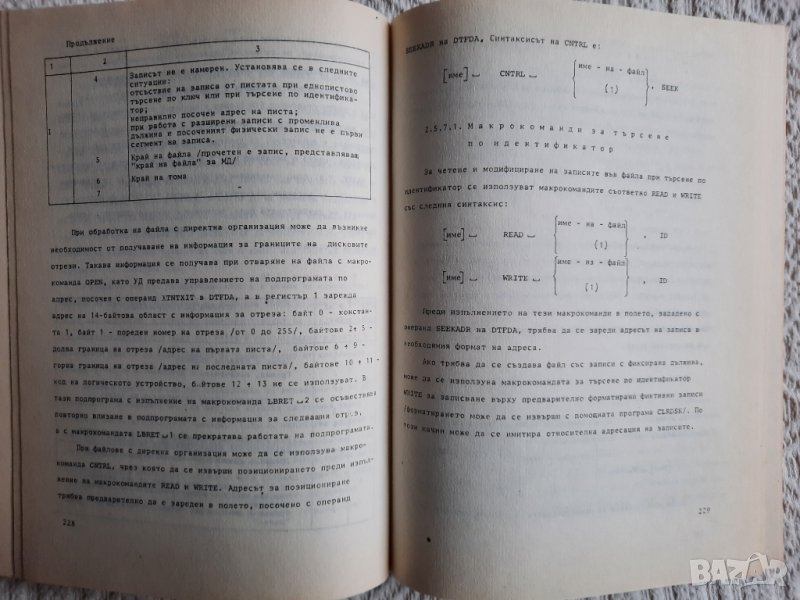 Продължение
1 2 3
4 Записът не е намерен. Установява се в следните
ситуации:
отсъствие на записа от пистата при еднопистово
търсене по ключ или при търсене по идентифика-
тор;
неправилно посочен адрес на писта;
при работа с разширени записи с променлива
дължина е посоченият физически запис не е първи
сегмент на записа.
5 Край на файла /прочетен е запис, представляващ
"край на файла" за МД/
6 Край на тома
7 -
При обработка на файла с директна организация може да възникне
необходимост от получаване на информация за границите на дисковите
отрези. Такава информация се получава при отваряне на файла с макро-
команда OPEN, като УД предава управлението на подпрограмата по
адрес, посочен с операнд XTNTXIT в DTFDA, а в регистър 1 зарежда
адрес на 14-байтова област с информация за отреза: байт 0 - констан-
та 1, байт 1 - пореден номер на отреза /от 0 до 255/, байтове 2+5 -
долна граница на отреза /адрес на първата писта/, байтове 6 + 9 -
горна граница на отреза /адрес на последната писта/, байтове 10 + 11 -
код на логическото устройство, байтове 12 + 13 не се използуват. В
тази подпрограма с изпълнение на макрокоманда LBRET⎵2 се осъществява
повторно влизане в подпрограмата с информация за следващия отрез,
а с макрокомандата LBRET⎵1 се прекратява работата на подпрограмата.
При файлове с директна организация може да се използува макро-
команда CNTRL, чрез която да се извърши позиционирането преди изпъл-
жение на макрокомандите READ и WRITE. Адресът за позициониране
трябва предварително да е зареден в полето, посочено с операнд
228
SEEKADR на DTFDA. Синтаксисът на CNTRL е:
[име]⎵ CNTRL ⎵ {име - на - файл / (1)} , SEEK
2.5.7.1. Макрокоманди за търсене
по идентификатор
За четене и модифициране на записите във файла при търсене по
идентификатор се използуват макрокомандите съответно READ и WRITE
със следния синтаксис:
[име]⎵ READ ⎵ {име - на - файл / (1)} , ID
[име]⎵ WRITE ⎵ {име - на - файл / (1)} , ID
Преди изпълнението на тези макрокоманди в полето, зададено с
операнд SEEKADR на DTFDA, трябва да се зареди адресът на записа в
необходимия формат на адреса.
Ако трябва да се създава файл със записи с фиксирана дължина,
може да се използува макрокомандата за търсене по идентификатор
WRITE за записване върху предварително форматирани фиктивни записи
/форматирането може да се извърши с помощната програма CLRDSK/. По
този начин може да се имитира относителна адресация на записите.
229
BAZAR